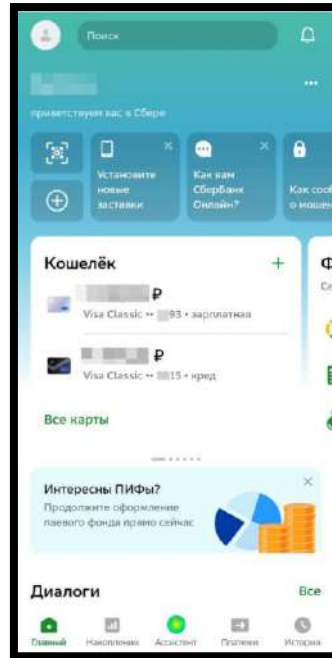 Поиск
приветствуем вас в Сбере
Установите
новые
заставки
Как вам
Сбербанк
Онлайн?
Как сооб
о мошен
Кошелёк
+
₽
Visa Classic •• 93 • зарплатная
₽
Visa Classic •• 15 • кред
Все карты
Интересны ПИФы?
Продолжите оформление
паевого фонда прямо сейчас
Диалоги
Все
Главный
Накопления
Ассистент
Платежи
История